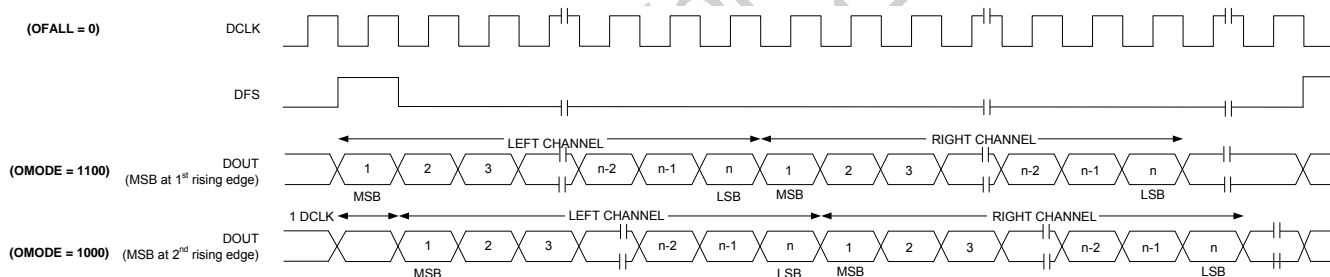 (OFALL = 0) DCLK
DFS
LEFT CHANNEL RIGHT CHANNEL
(OMODE = 1100) DOUT 1 2 3 n-2 n-1 n 1 2 3 n-2 n-1 n
(MSB at 1st rising edge)
MSB LSB MSB LSB
1 DCLK LEFT CHANNEL RIGHT CHANNEL
(OMODE = 1000) DOUT 1 2 3 n-2 n-1 n 1 2 3 n-2 n-1 n
(MSB at 2nd rising edge)
MSB LSB MSB LSB